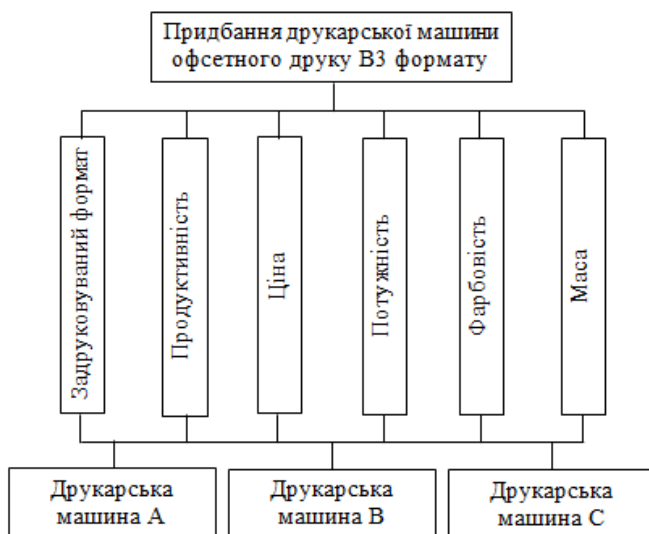 Придбання друкарської машини
офсетного друку В3 формату
Задруковуваний формат
Продуктивність
Ціна
Потужність
Фарбовість
Маса
Друкарська
машина А
Друкарська
машина В
Друкарська
машина С